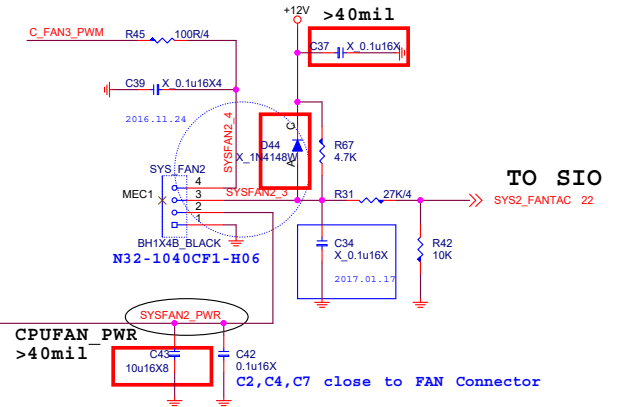 +12V >40mil
C_FAN3_PWM R45 100R/4
C37 X_0.1u16X
C39 X_0.1u16X4
2016.11.24
SYSFAN2_4
D44 C R67
X_1N4148W 4.7K
A
SYS_FAN2
MEC1 4
3 SYSFAN2_3 R31 27K/4
2
1
TO SIO
SYS2_FANTAC 22
BH1X4B_BLACK
N32-1040CF1-H06
C34
X_0.1u16X
2017.01.17
R42
10K
SYSFAN2_PWR
CPUFAN_PWR
>40mil
C43
10u16X8
C42
0.1u16X
C2,C4,C7 close to FAN Connector